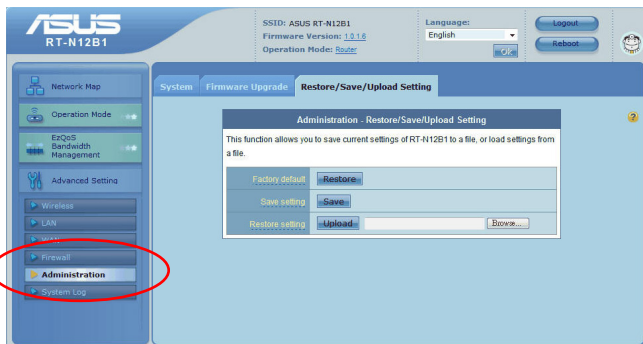 ASUS
RT-N12B1
SSID: ASUS RT-N12B1
Firmware Version: 1.0.1.6
Operation Mode: Router
Language:
English
OK
Logout
Reboot
Network Map
Operation Mode
EzQoS
Bandwidth
Management
Advanced Setting
Wireless
LAN
WAN
Firewall
Administration
System Log
System
Firmware Upgrade
Restore/Save/Upload Setting
Administration - Restore/Save/Upload Setting
This function allows you to save current settings of RT-N12B1 to a file, or load settings from
a file.
Factory default
Restore
Save setting
Save
Restore setting
Upload
Browse...